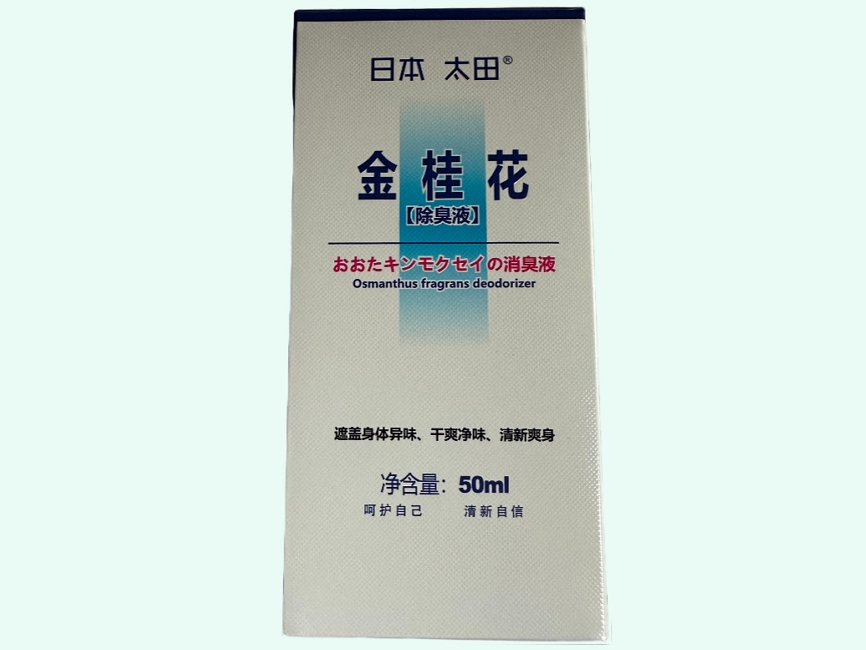 日本 太田®
金桂花
【除臭液】
おおたキンモクセイの消臭液
Osmanthus fragrans deodorizer
遮盖身体异味、干爽净味、清新爽身
净含量：50ml
呵护自己 清新自信